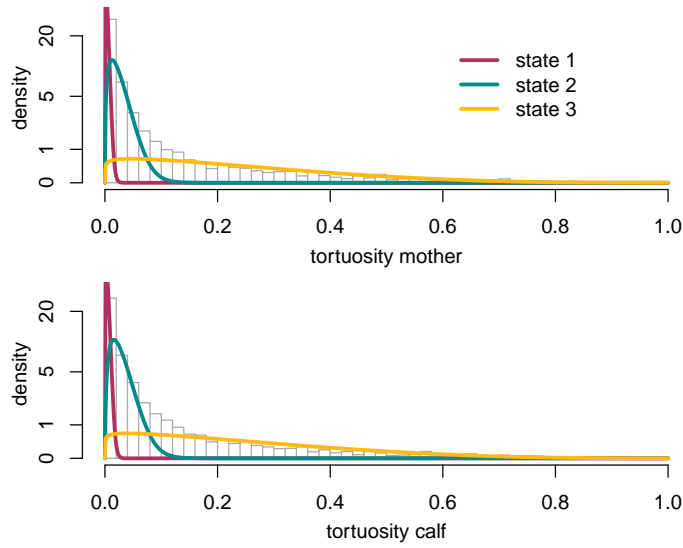 density
20
5
1
0
state 1
state 2
state 3
0.0 0.2 0.4 0.6 0.8 1.0
tortuosity mother
density
20
5
1
0
0.0 0.2 0.4 0.6 0.8 1.0
tortuosity calf